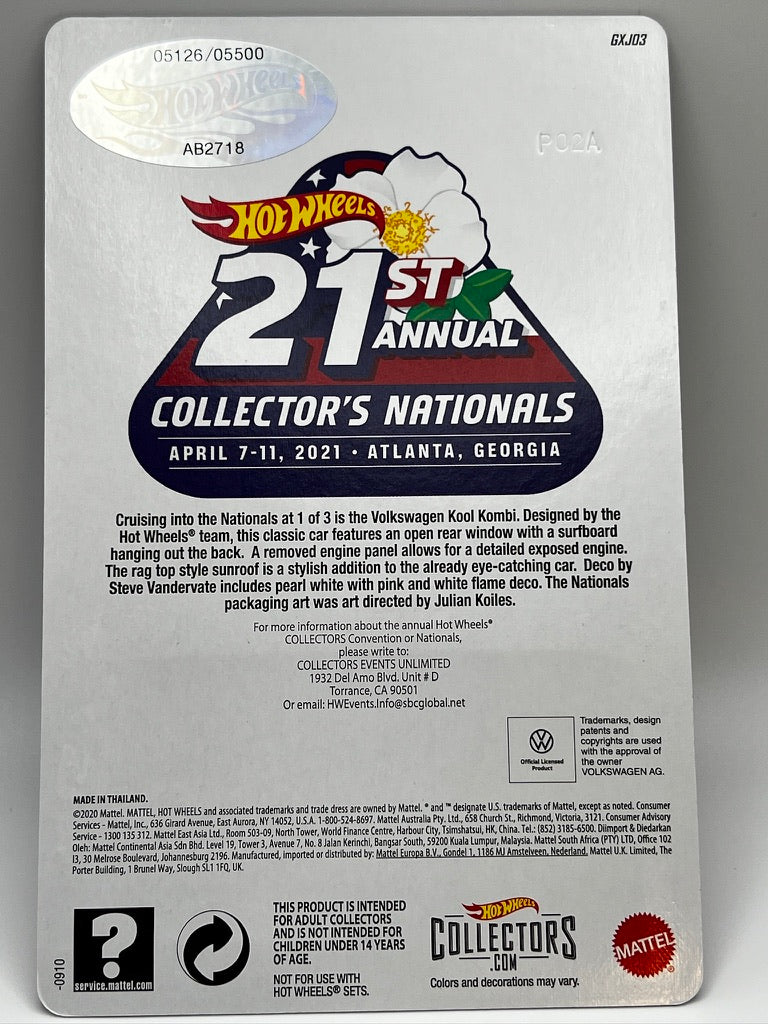 GXJ03
05126/05500
HOT WHEELS
AB2718
P02A
HOT WHEELS
21ST
ANNUAL
COLLECTOR'S NATIONALS
APRIL 7-11, 2021 • ATLANTA, GEORGIA
Cruising into the Nationals at 1 of 3 is the Volkswagen Kool Kombi. Designed by the
Hot Wheels® team, this classic car features an open rear window with a surfboard
hanging out the back. A removed engine panel allows for a detailed exposed engine.
The rag top style sunroof is a stylish addition to the already eye-catching car. Deco by
Steve Vandervate includes pearl white with pink and white flame deco. The Nationals
packaging art was art directed by Julian Koiles.
For more information about the annual Hot Wheels®
COLLECTORS Convention or Nationals,
please write to:
COLLECTORS EVENTS UNLIMITED
1932 Del Amo Blvd. Unit # D
Torrance, CA 90501
Or email: HWEvents.Info@sbcglobal.net
Official Licensed
Product
Trademarks, design
patents and
copyrights are used
with the approval of
the owner
VOLKSWAGEN AG.
MADE IN THAILAND.
©2020 Mattel. MATTEL, HOT WHEELS and associated trademarks and trade dress are owned by Mattel. ® and ™ designate U.S. trademarks of Mattel, except as noted. Consumer
Services - Mattel, Inc., 636 Girard Avenue, East Aurora, NY 14052, U.S.A. 1-800-524-8697. Mattel Australia Pty. Ltd., 658 Church St., Richmond, Victoria, 3121. Consumer Advisory
Service - 1300 135 312. Mattel East Asia Ltd., Room 503-09, North Tower, World Finance Centre, Harbour City, Tsimshatsui, HK, China. Tel.: (852) 3185-6500. Diimport & Diedarkan
Oleh: Mattel Continental Asia Sdn Bhd. Level 19, Tower 3, Avenue 7, No. 8 Jalan Kerinchi, Bangsar South, 59200 Kuala Lumpur, Malaysia. Mattel South Africa (PTY) LTD, Office 102
I3, 30 Melrose Boulevard, Johannesburg 2196. Manufactured, imported or distributed by: Mattel Europa B.V., Gondel 1, 1186 MJ Amstelveen, Nederland. Mattel U.K. Limited, The
Porter Building, 1 Brunel Way, Slough SL1 1FQ, UK.
-0910
?
service.mattel.com
THIS PRODUCT IS INTENDED
FOR ADULT COLLECTORS
AND IS NOT INTENDED FOR
CHILDREN UNDER 14 YEARS
OF AGE.
NOT FOR USE WITH
HOT WHEELS® SETS.
HOT WHEELS
COLLECTORS
.COM
Colors and decorations may vary.
MATTEL®